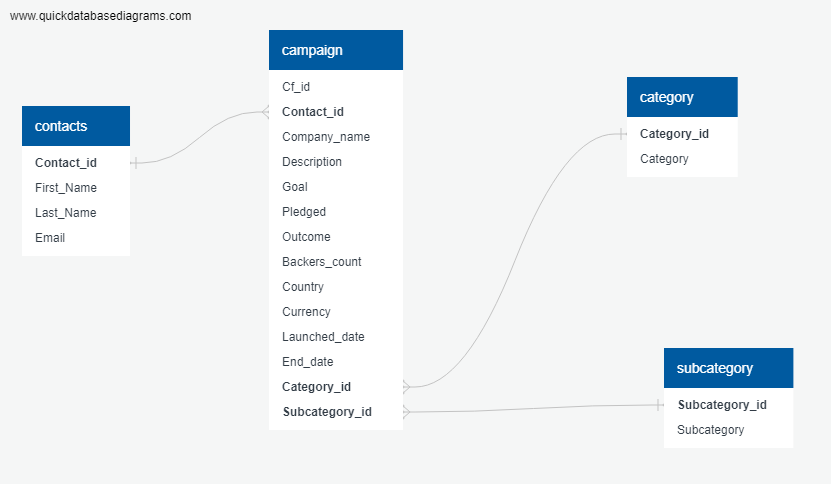 www.quickdatabasediagrams.com
contacts
Contact_id
First_Name
Last_Name
Email
campaign
Cf_id
Contact_id
Company_name
Description
Goal
Pledged
Outcome
Backers_count
Country
Currency
Launched_date
End_date
Category_id
Subcategory_id
category
Category_id
Category
subcategory
Subcategory_id
Subcategory